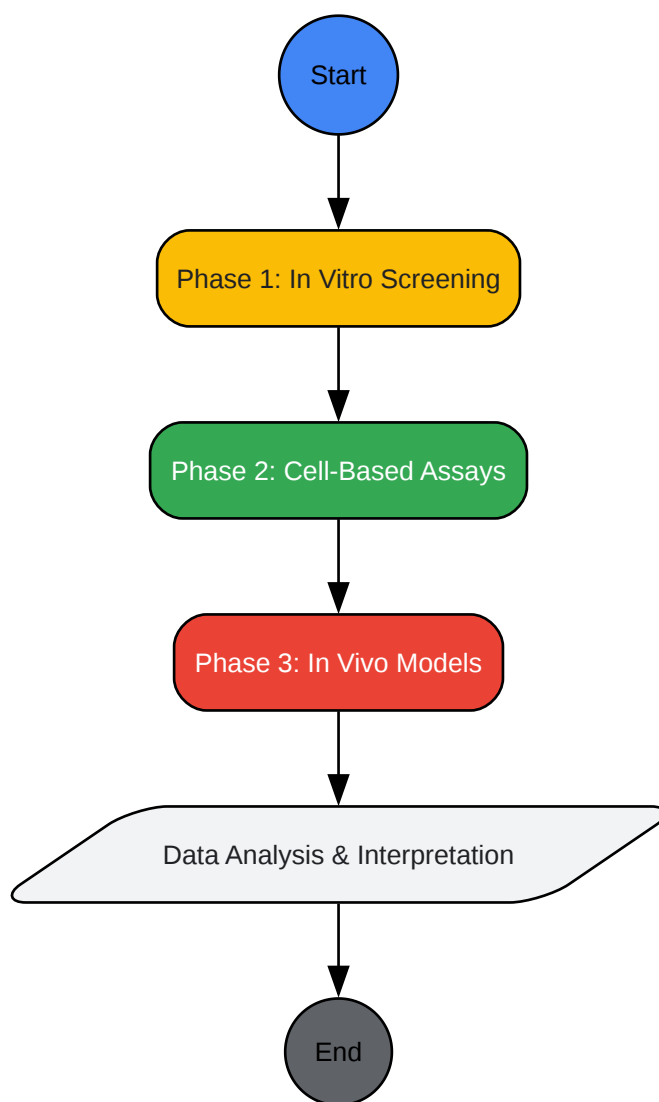 Start
Phase 1: In Vitro Screening
Phase 2: Cell-Based Assays
Phase 3: In Vivo Models
Data Analysis & Interpretation
End